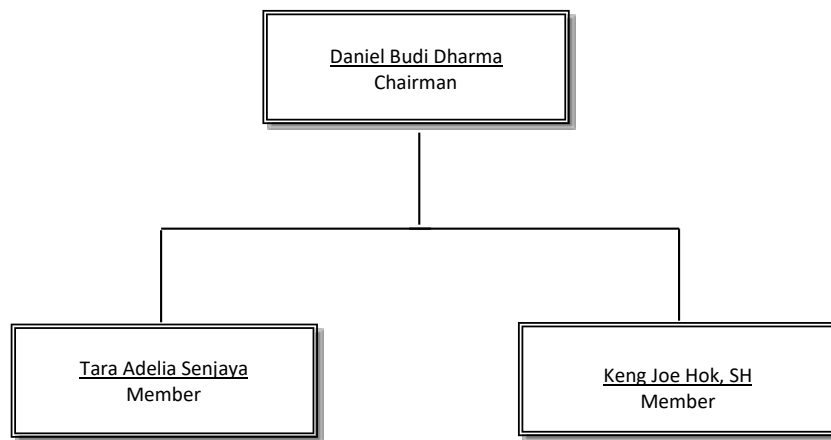 Daniel Budi Dharma
Chairman
Tara Adelia Senjaya
Member
Keng Joe Hok, SH
Member